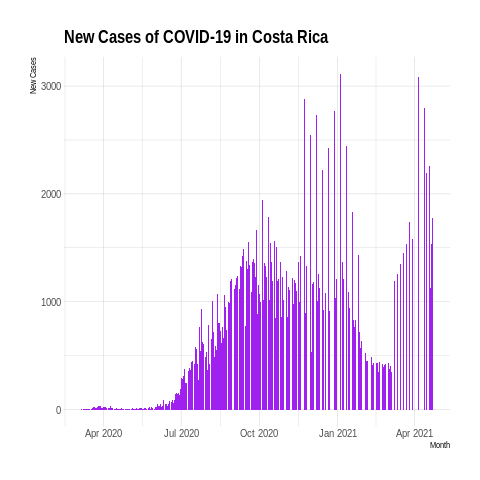 New Cases of COVID-19 in Costa Rica
New Cases
3000
2000
1000
0
Apr 2020 Jul 2020 Oct 2020 Jan 2021 Apr 2021
Month